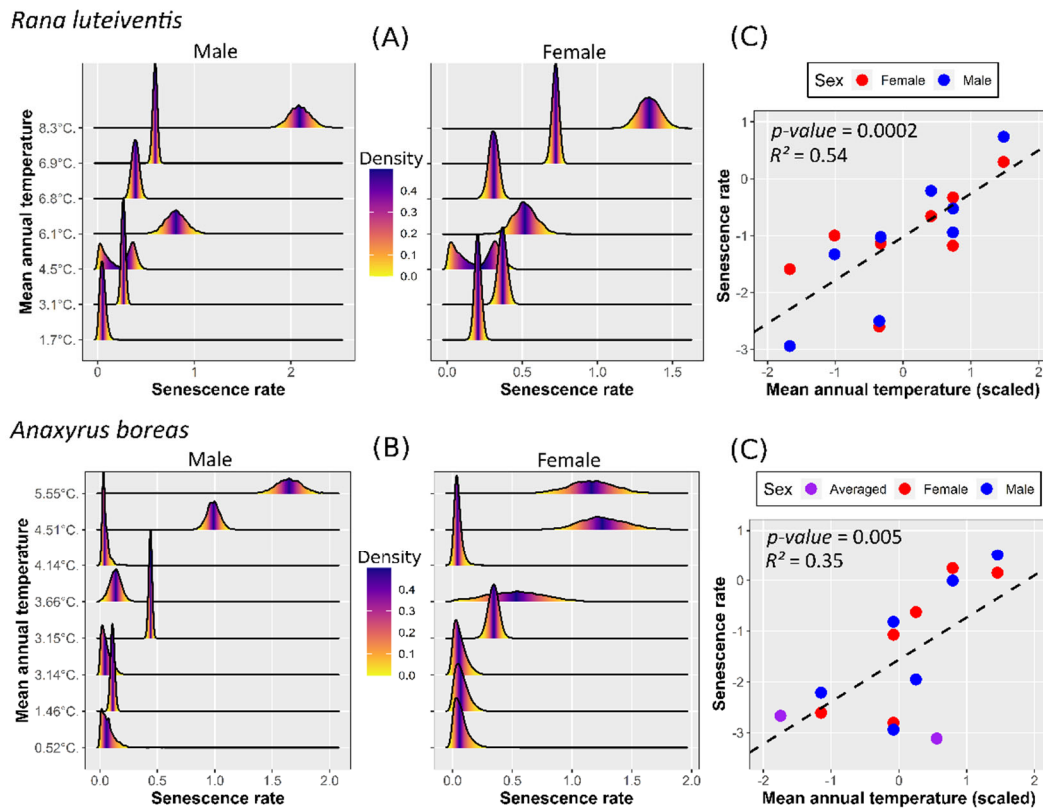 Rana luteiventis
(A)
(C)
Male
Female
Sex Female Male
Mean annual temperature
8.3°C.
6.9°C.
6.8°C.
6.1°C.
4.5°C.
3.1°C.
1.7°C.
0 1 2
Senescence rate
Density
0.4
0.3
0.2
0.1
0.0
0.0 0.5 1.0 1.5
Senescence rate
p-value = 0.0002
R² = 0.54
Senescence rate
1
0
-1
-2
-3
-2 -1 0 1 2
Mean annual temperature (scaled)
Anaxyrus boreas
(B)
(C)
Male
Female
Sex Averaged Female Male
Mean annual temperature
5.55°C.
4.51°C.
4.14°C.
3.66°C.
3.15°C.
3.14°C.
1.46°C.
0.52°C.
0.0 0.5 1.0 1.5 2.0
Senescence rate
Density
0.4
0.3
0.2
0.1
0.0
0.0 0.5 1.0 1.5 2.0
Senescence rate
p-value = 0.005
R² = 0.35
Senescence rate
1
0
-1
-2
-3
-2 -1 0 1 2
Mean annual temperature (scaled)